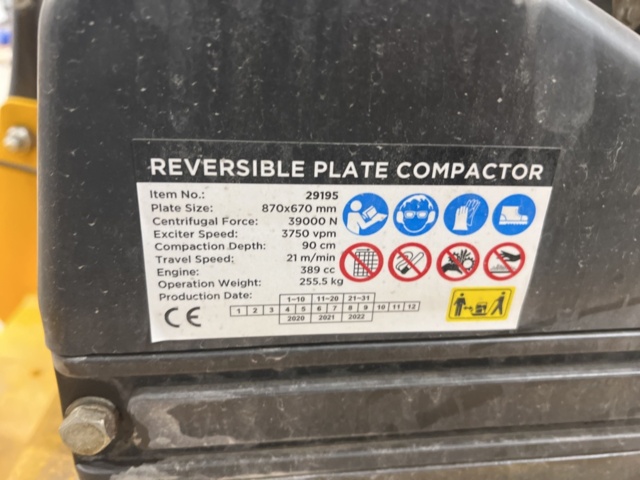 REVERSIBLE PLATE COMPACTOR
Item No.: 29195
Plate Size: 870x670 mm
Centrifugal Force: 39000 N
Exciter Speed: 3750 vpm
Compaction Depth: 90 cm
Travel Speed: 21 m/min
Engine: 389 cc
Operation Weight: 255.5 kg
Production Date: 1-10 11-20 21-31
1 2 3 4 5 6 7 8 9 10 11 12
2020 2021 2022
CE